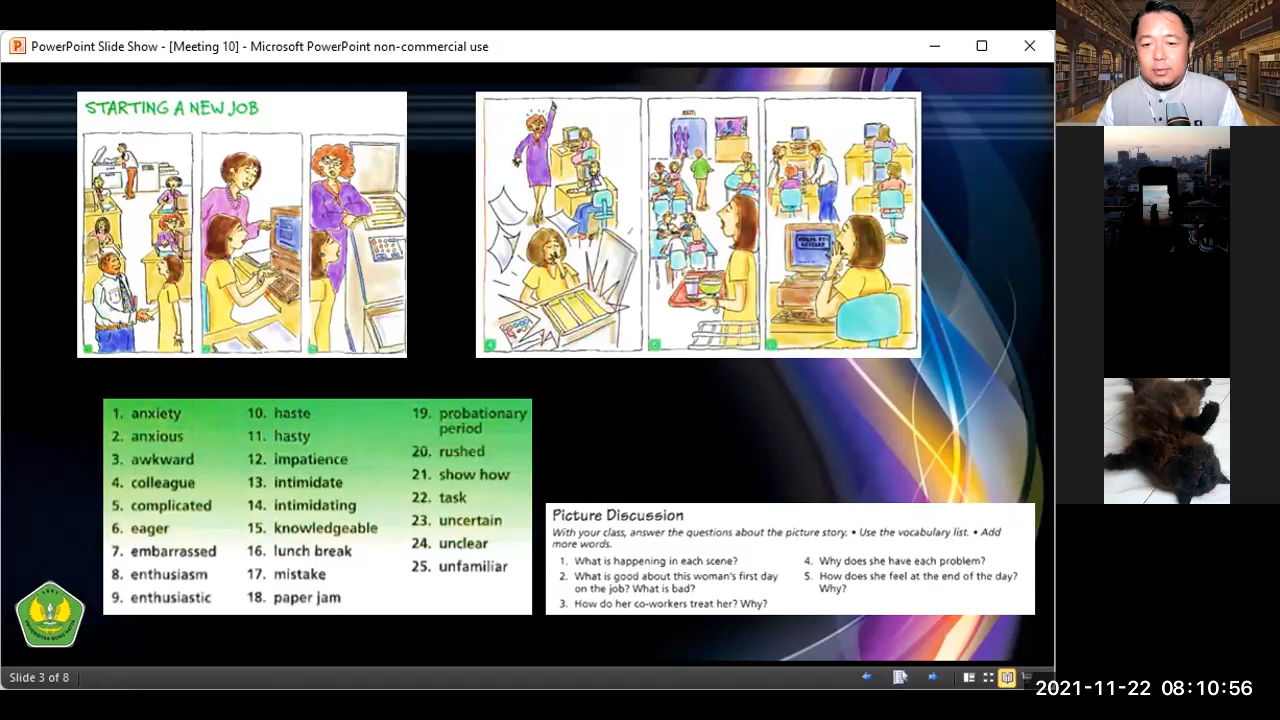 PowerPoint Slide Show - [Meeting 10] - Microsoft PowerPoint non-commercial use
STARTING A NEW JOB
1. anxiety
2. anxious
3. awkward
4. colleague
5. complicated
6. eager
7. embarrassed
8. enthusiasm
9. enthusiastic
10. haste
11. hasty
12. impatience
13. intimidate
14. intimidating
15. knowledgeable
16. lunch break
17. mistake
18. paper jam
19. probationary
period
20. rushed
21. show how
22. task
23. uncertain
24. unclear
25. unfamiliar
Picture Discussion
With your class, answer the questions about the picture story. • Use the vocabulary list. • Add
more words.
1. What is happening in each scene?
2. What is good about this woman's first day
on the job? What is bad?
3. How do her co-workers treat her? Why?
4. Why does she have each problem?
5. How does she feel at the end of the day?
Why?
Slide 3 of 8
2021-11-22 08:10:56